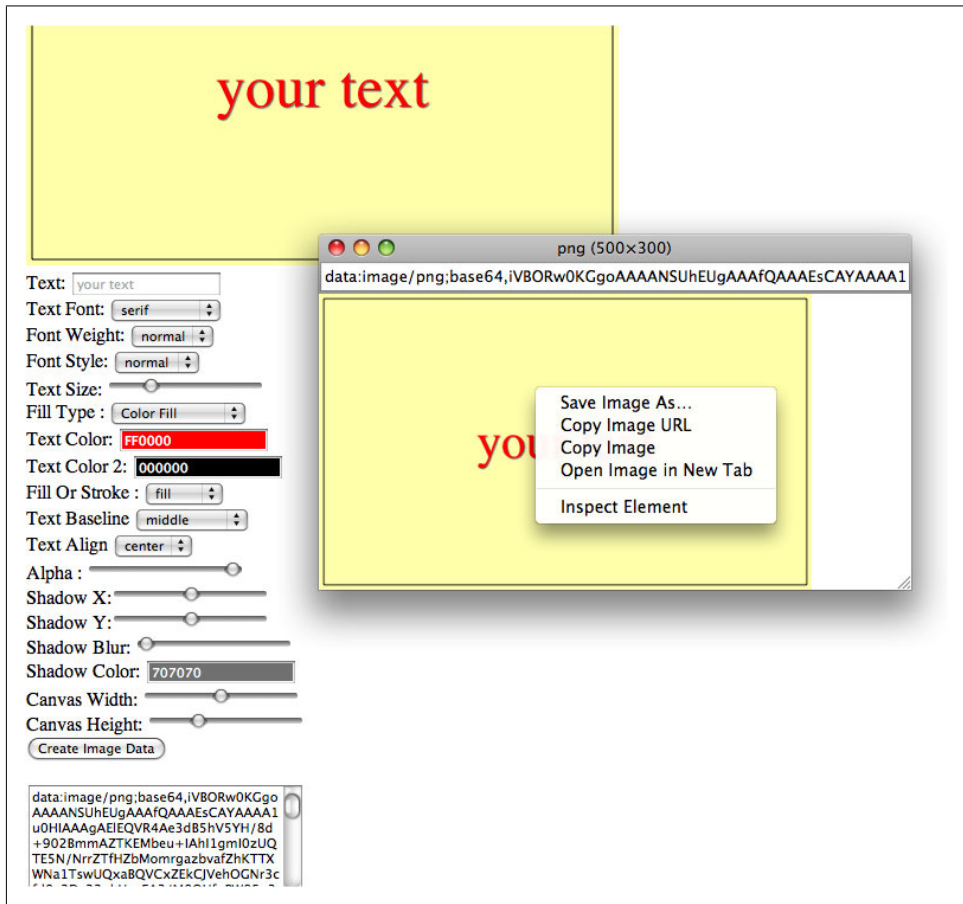 your text
png (500×300)
data:image/png;base64,iVBORw0KGgoAAAANSUhEUgAAAfQAAAEsCAYAAAA1
Text: your text
Text Font: serif
Font Weight: normal
Font Style: normal
Text Size:
Fill Type : Color Fill
Text Color: FF0000
Text Color 2: 000000
Fill Or Stroke : fill
Text Baseline middle
Text Align center
Alpha :
Shadow X:
Shadow Y:
Shadow Blur:
Shadow Color: 707070
Canvas Width:
Canvas Height:
Create Image Data
Save Image As...
Copy Image URL
Copy Image
Open Image in New Tab
Inspect Element
data:image/png;base64,iVBORw0KGgo
AAAANSUhEUgAAAfQAAAEsCAYAAAA1
u0HIAAAgAElEQVR4Ae3dB5hV5YH/8d
+902BmmAZTKEMbeu+IAhI1gmI0zUQ
TE5N/NrrZTfHZbMomrgazbvafZhKTTX
WNa1TswUQxaBQVCxZEkCJVehOGNr3c